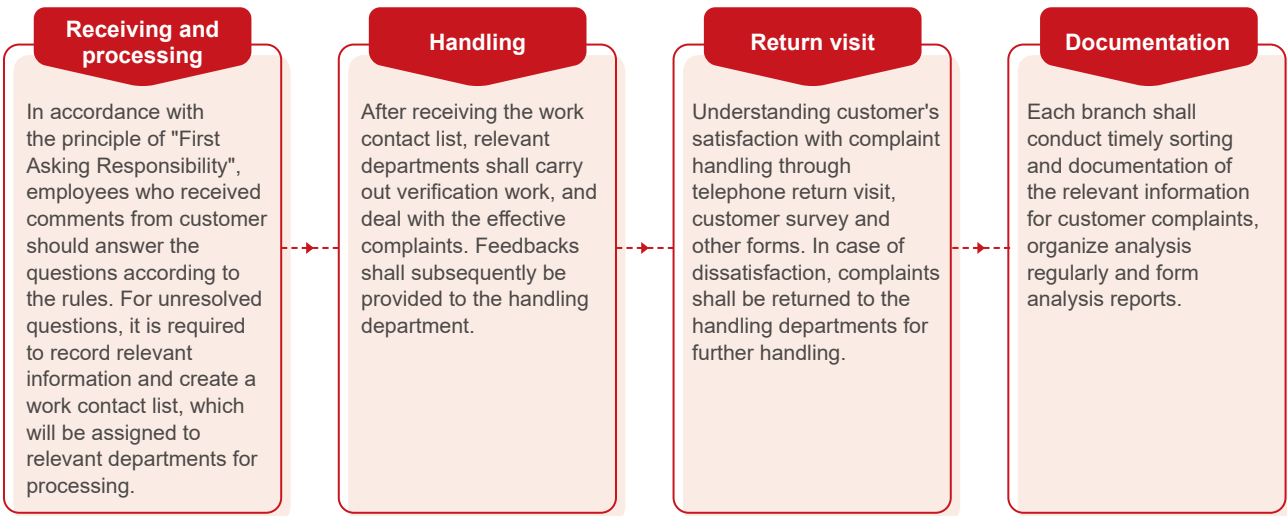 Receiving and
processing
In accordance with
the principle of "First
Asking Responsibility",
employees who received
comments from customer
should answer the
questions according to
the rules. For unresolved
questions, it is required
to record relevant
information and create a
work contact list, which
will be assigned to
relevant departments for
processing.
Handling
After receiving the work
contact list, relevant
departments shall carry
out verification work, and
deal with the effective
complaints. Feedbacks
shall subsequently be
provided to the handling
department.
Return visit
Understanding customer's
satisfaction with complaint
handling through
telephone return visit,
customer survey and
other forms. In case of
dissatisfaction, complaints
shall be returned to the
handling departments for
further handling.
Documentation
Each branch shall
conduct timely sorting
and documentation of
the relevant information
for customer complaints,
organize analysis
regularly and form
analysis reports.